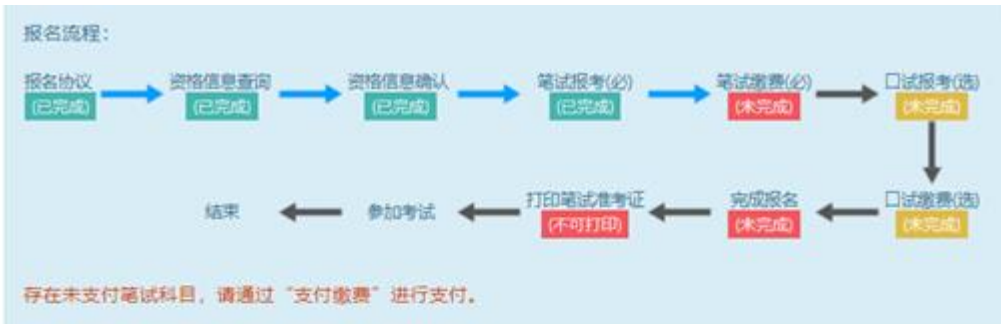 报名流程：
报名协议 资格信息查询 资格信息确认 笔试报考(必) 笔试缴费(必) 口试报考(选)
(已完成) (已完成) (已完成) (已完成) (未完成) (未完成)
结束 参加考试 打印笔试准考证 完成报名 口试缴费(选)
(不可打印) (未完成) (未完成)
存在未支付笔试科目，请通过“支付缴费”进行支付。